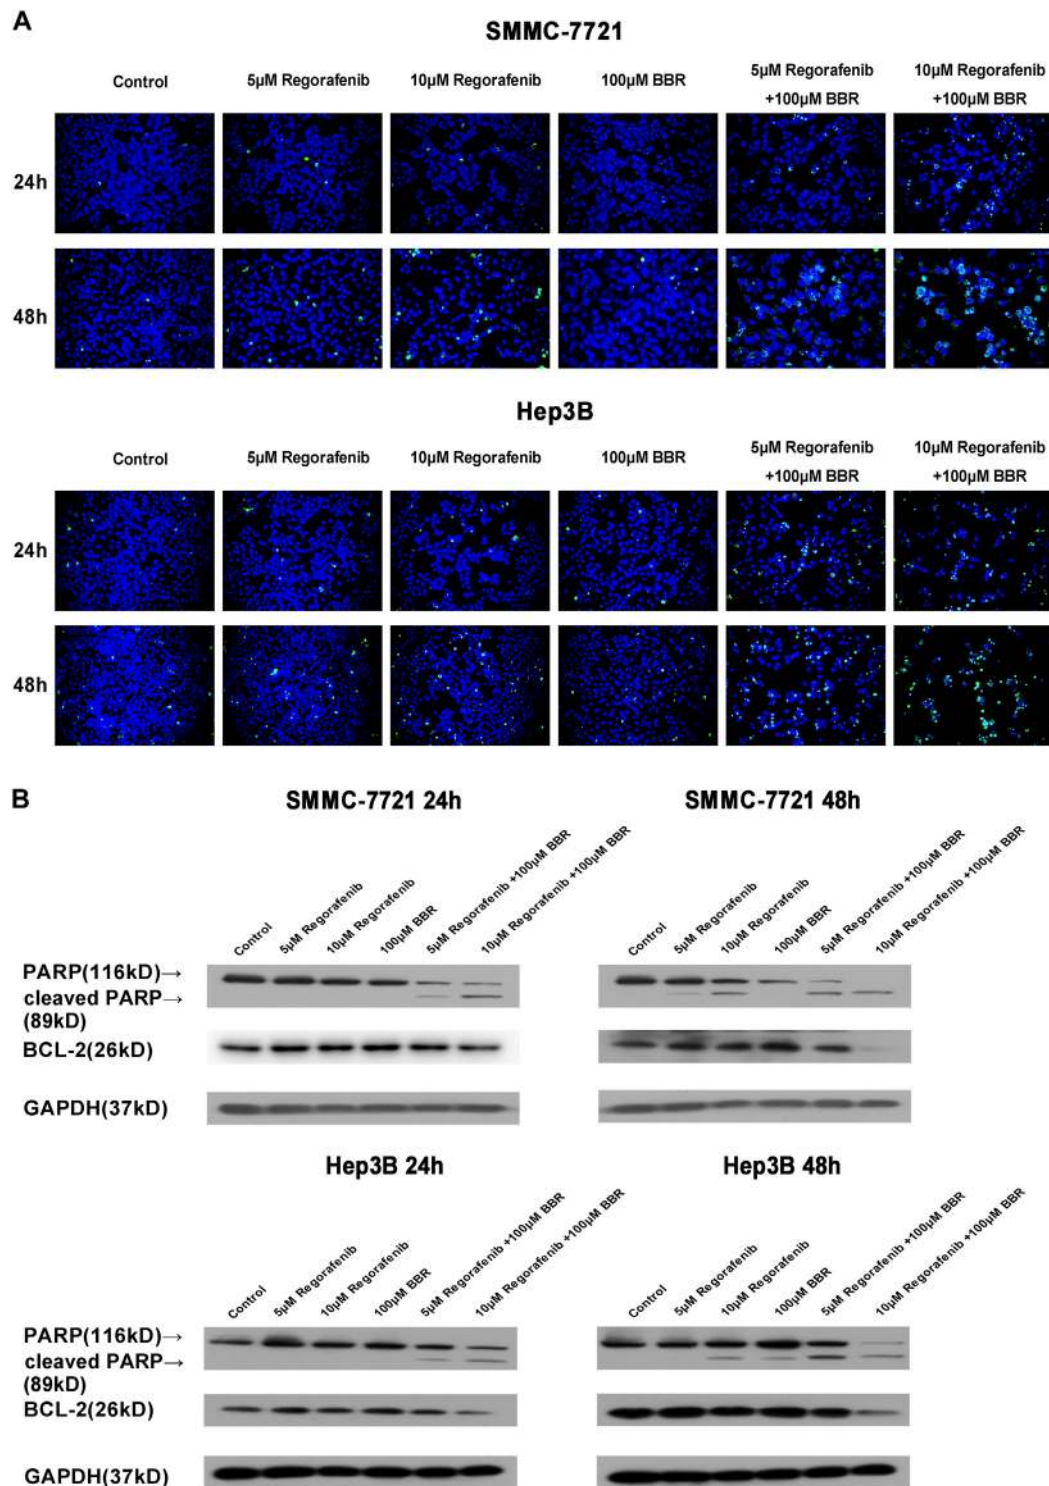 A
SMMC-7721
Control 5μM Regorafenib 10μM Regorafenib 100μM BBR 5μM Regorafenib +100μM BBR 10μM Regorafenib +100μM BBR
24h
48h
Hep3B
Control 5μM Regorafenib 10μM Regorafenib 100μM BBR 5μM Regorafenib +100μM BBR 10μM Regorafenib +100μM BBR
24h
48h
B
SMMC-7721 24h
Control
5μM Regorafenib
10μM Regorafenib
100μM BBR
5μM Regorafenib +100μM BBR
10μM Regorafenib +100μM BBR
SMMC-7721 48h
Control
5μM Regorafenib
10μM Regorafenib
100μM BBR
5μM Regorafenib +100μM BBR
10μM Regorafenib +100μM BBR
PARP(116kD)→
cleaved PARP→
(89kD)
BCL-2(26kD)
GAPDH(37kD)
Hep3B 24h
Control
5μM Regorafenib
10μM Regorafenib
100μM BBR
5μM Regorafenib +100μM BBR
10μM Regorafenib +100μM BBR
Hep3B 48h
Control
5μM Regorafenib
10μM Regorafenib
100μM BBR
5μM Regorafenib +100μM BBR
10μM Regorafenib +100μM BBR
PARP(116kD)→
cleaved PARP→
(89kD)
BCL-2(26kD)
GAPDH(37kD)